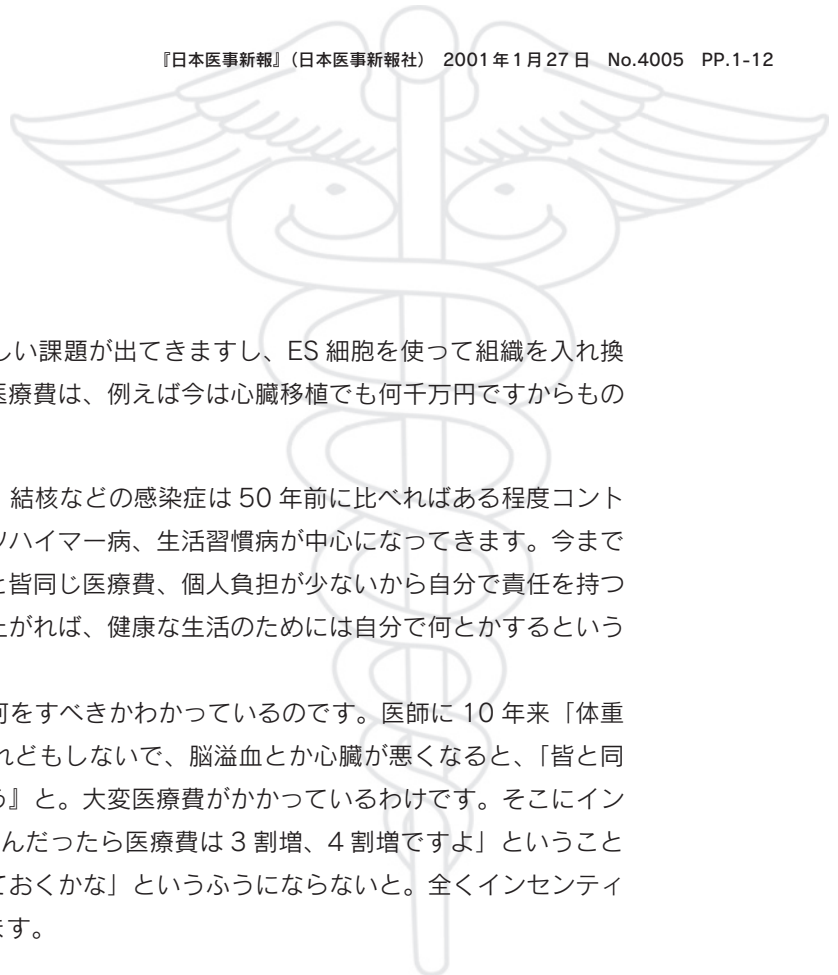 『日本医事新報』（日本医事新報社） 2001年1月27日 No.4005 PP.1-12
しい課題が出てきますし、ES 細胞を使って組織を入れ換
医療費は、例えば今は心臓移植でも何千万円ですからもの
、結核などの感染症は 50 年前に比べればある程度コント
ツハイマー病、生活習慣病が中心になってきます。今まで
と皆同じ医療費、個人負担が少ないから自分で責任を持つ
上がれば、健康な生活のためには自分で何とかするという
何をすべきかわかっているのです。医師に 10 年来「体重
れどもしないで、脳溢血とか心臓が悪くなると、「皆と同
う』と。大変医療費がかかっているわけです。そこにイン
んだったら医療費は 3 割増、4 割増ですよ」ということ
ておくかな」というふうにならないと。全くインセンティ
ます。